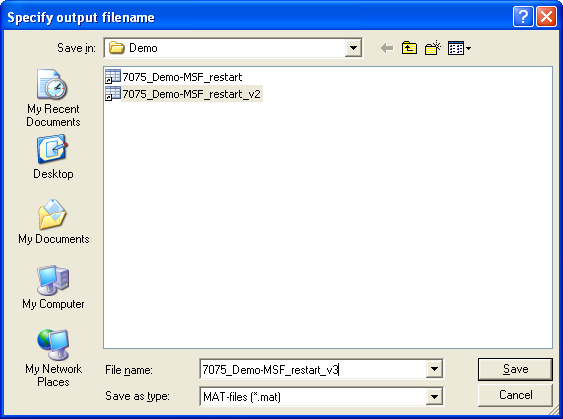 Specify output filename
Save in: Demo
7075_Demo-MSF_restart
7075_Demo-MSF_restart_v2
My Recent
Documents
Desktop
My Documents
My Computer
My Network
Places
File name: 7075_Demo-MSF_restart_v3 Save
Save as type: MAT-files (*.mat) Cancel